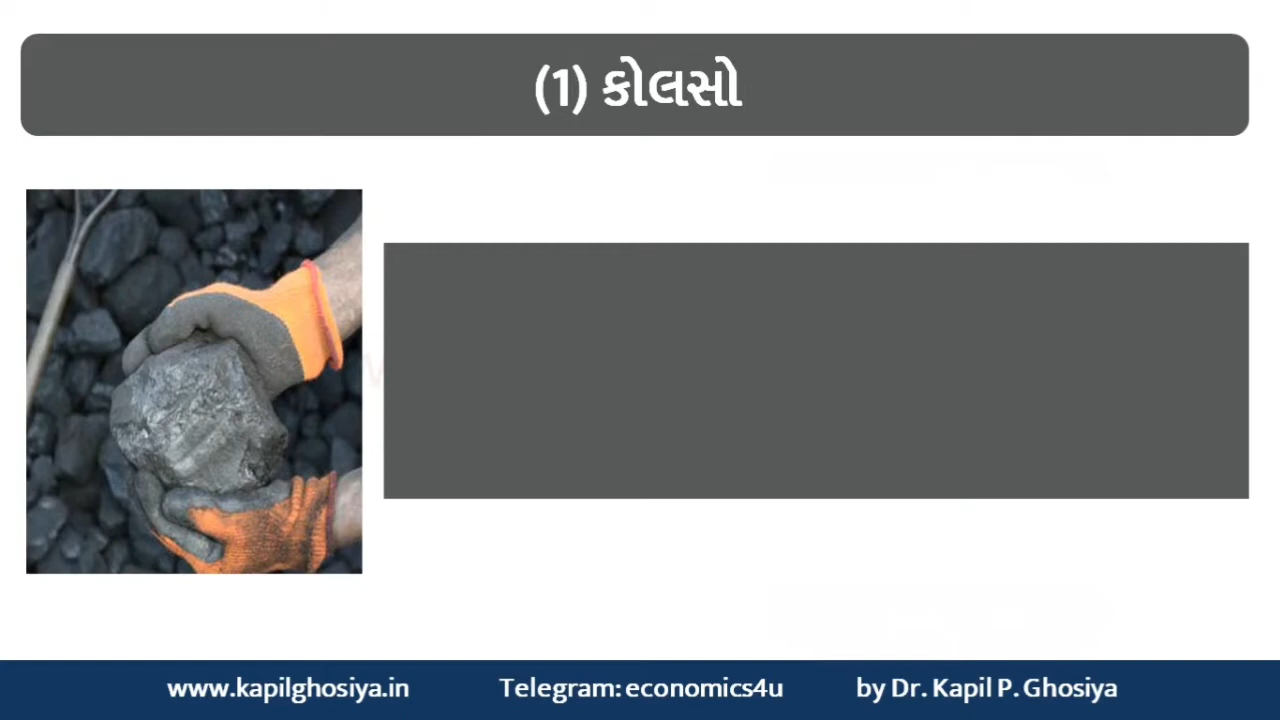 (1) કોલસો
www.kapilghosiya.in Telegram: economics4u by Dr. Kapil P. Ghosiya